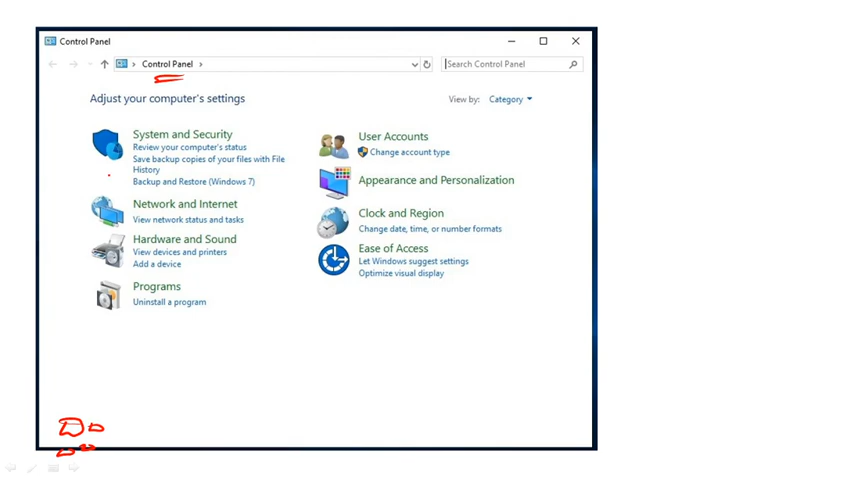 Control Panel
Control Panel
Search Control Panel
Adjust your computer's settings
View by: Category
System and Security
Review your computer's status
Save backup copies of your files with File
History
Backup and Restore (Windows 7)
Network and Internet
View network status and tasks
Hardware and Sound
View devices and printers
Add a device
Programs
Uninstall a program
User Accounts
Change account type
Appearance and Personalization
Clock and Region
Change date, time, or number formats
Ease of Access
Let Windows suggest settings
Optimize visual display